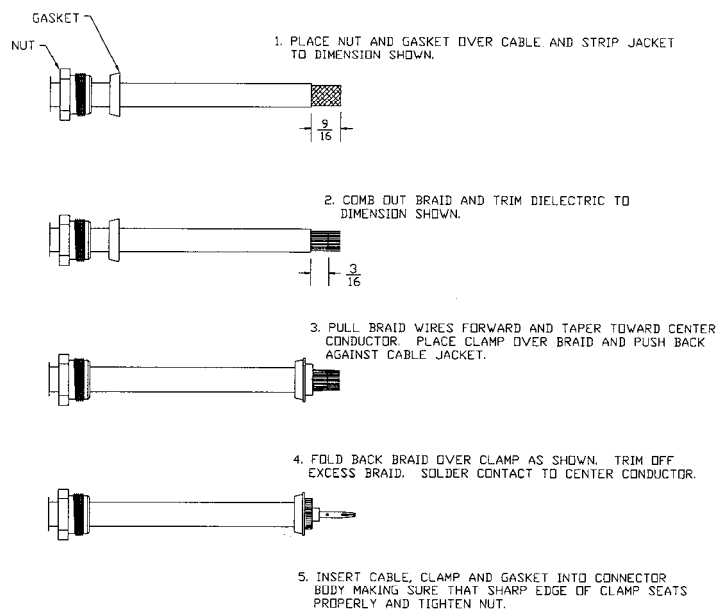 GASKET
NUT
1. PLACE NUT AND GASKET OVER CABLE AND STRIP JACKET
TO DIMENSION SHOWN.
9
16
2. COMB OUT BRAID AND TRIM DIELECTRIC TO
DIMENSION SHOWN.
3
16
3. PULL BRAID WIRES FORWARD AND TAPER TOWARD CENTER
CONDUCTOR. PLACE CLAMP OVER BRAID AND PUSH BACK
AGAINST CABLE JACKET.
4. FOLD BACK BRAID OVER CLAMP AS SHOWN. TRIM OFF
EXCESS BRAID. SOLDER CONTACT TO CENTER CONDUCTOR.
5. INSERT CABLE, CLAMP AND GASKET INTO CONNECTOR
BODY MAKING SURE THAT SHARP EDGE OF CLAMP SEATS
PROPERLY AND TIGHTEN NUT.